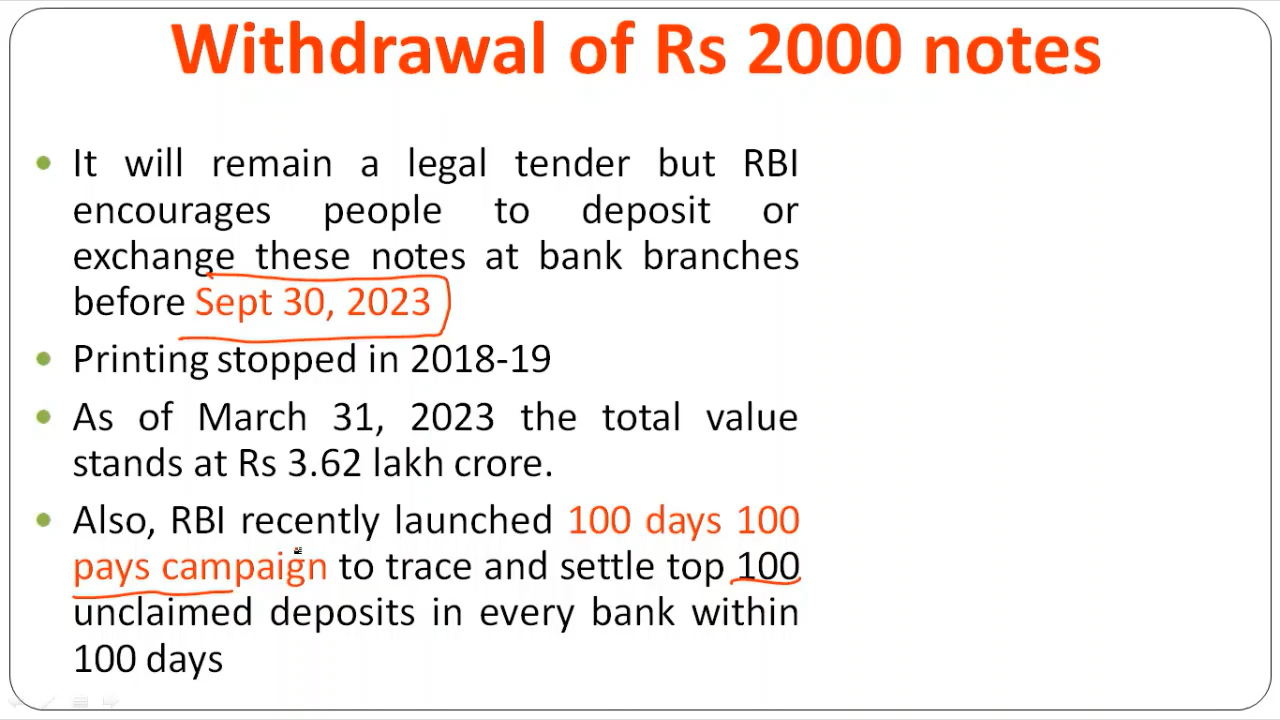 Withdrawal of Rs 2000 notes
• It will remain a legal tender but RBI
encourages people to deposit or
exchange these notes at bank branches
before Sept 30, 2023
• Printing stopped in 2018-19
• As of March 31, 2023 the total value
stands at Rs 3.62 lakh crore.
• Also, RBI recently launched 100 days 100
pays campaign to trace and settle top 100
unclaimed deposits in every bank within
100 days